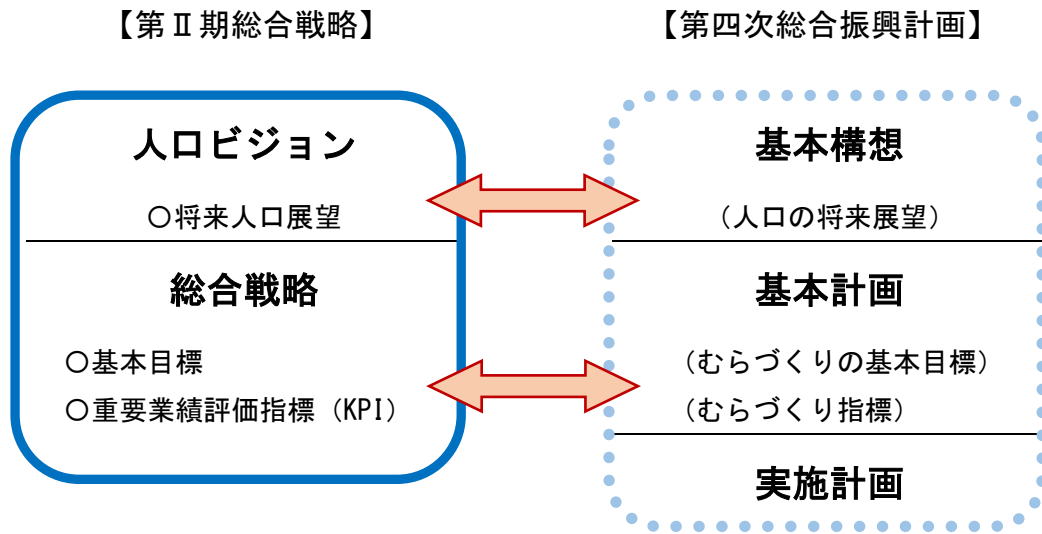 【第Ⅱ期総合戦略】
人口ビジョン
○将来人口展望
総合戦略
○基本目標
○重要業績評価指標（KPI）
【第四次総合振興計画】
基本構想
（人口の将来展望）
基本計画
（むらづくりの基本目標）
（むらづくり指標）
実施計画